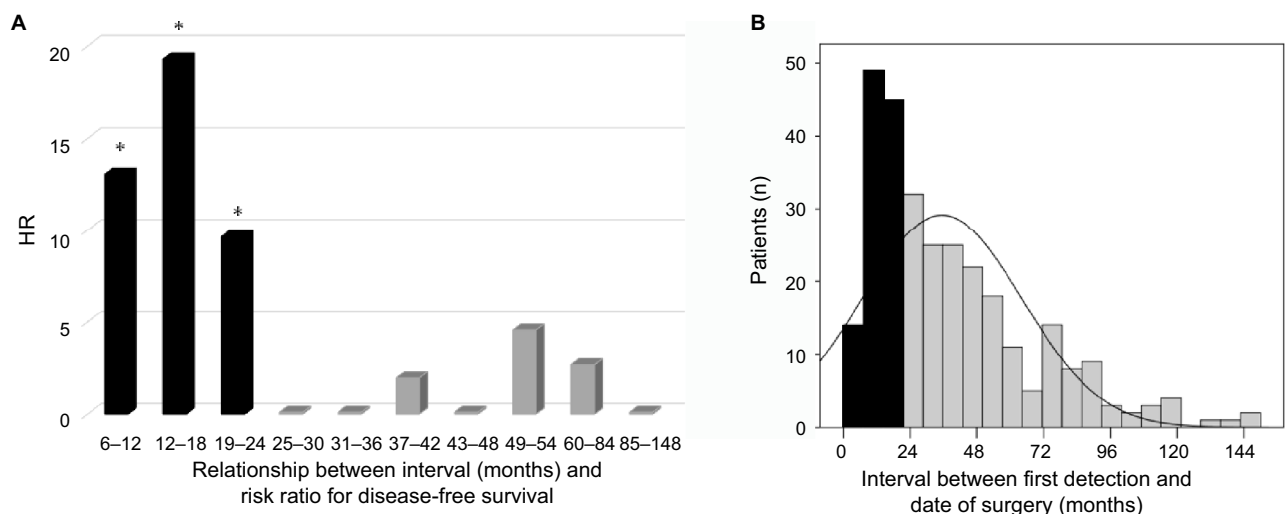 A
20
15
10
5
0
HR
*
*
*
6–12 12–18 19–24 25–30 31–36 37–42 43–48 49–54 60–84 85–148
Relationship between interval (months) and
risk ratio for disease-free survival
B
50
40
30
20
10
0
Patients (n)
0 24 48 72 96 120 144
Interval between first detection and
date of surgery (months)